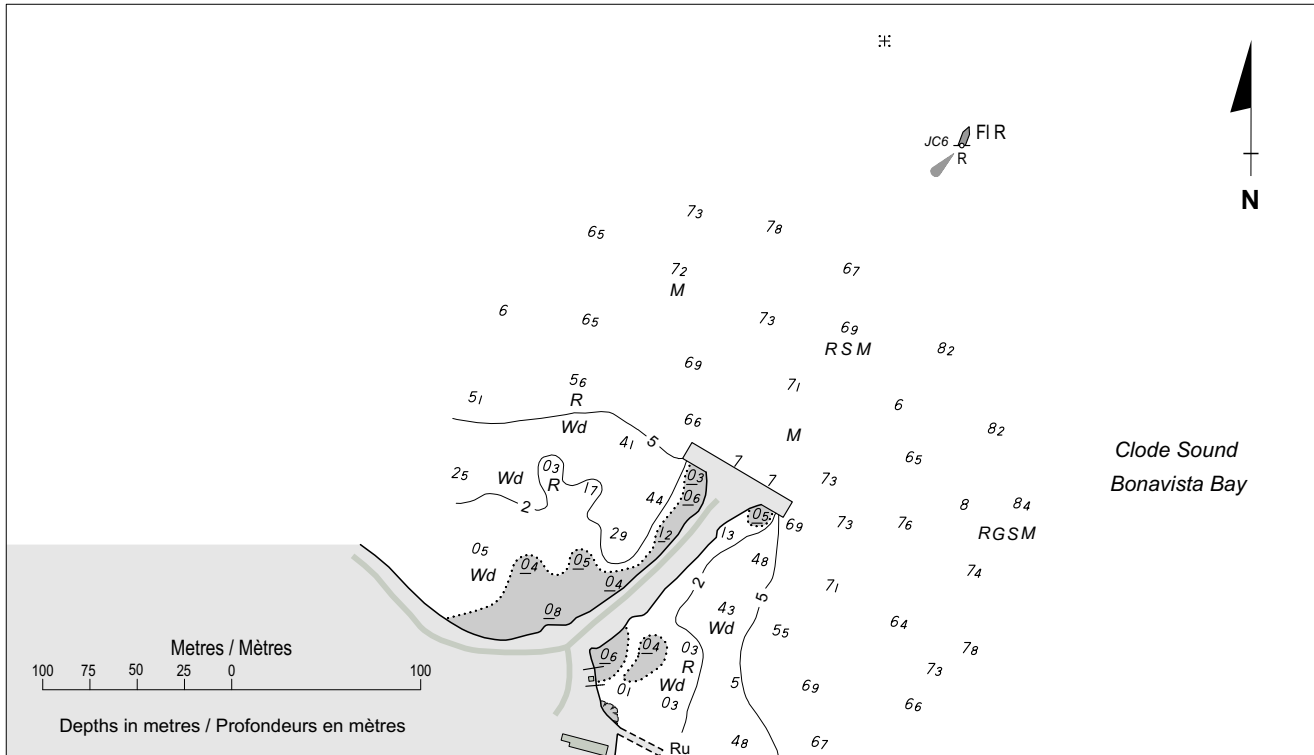 Fl R
JC6
R
N
7₃
7₈
6₅
7₂
M
6₇
6
6₅
7₃
6₉
R S M
8₂
6₉
5₆
R
7₁
5₁
6
Wd
6₆
8₂
4₁
5
M
Clode Sound
Bonavista Bay
6₅
7
2₅
Wd
0₃
R
0₃
7
7₃
1₇
4₄
0₆
2
8
8₄
0₅
6₉
7₃
7₆
R G S M
2₉
1₂
1₃
0₅
Wd
0₄
0₅
4₈
7₄
0₄
2
7₁
5
0₈
4₃
Wd
5₅
6₄
Metres / Mètres
100 75 50 25 0 100
0₆
0₄
0₃
R
Wd
7₈
7₃
0₁
5
6₉
0₃
6₆
Depths in metres / Profondeurs en mètres
Ru
4₈
6₇